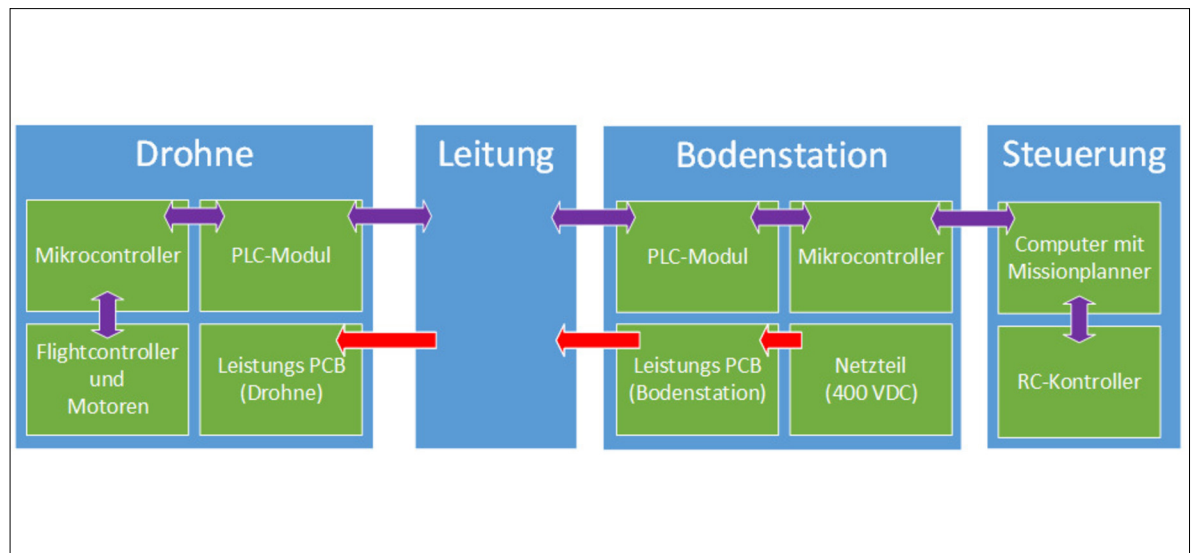 Drohne
Mikrocontroller
PLC-Modul
Flightcontroller
und
Motoren
Leistungs PCB
(Drohne)
Leitung
Bodenstation
PLC-Modul
Mikrocontroller
Leistungs PCB
(Bodenstation)
Netzteil
(400 VDC)
Steuerung
Computer mit
Missionplanner
RC-Kontroller